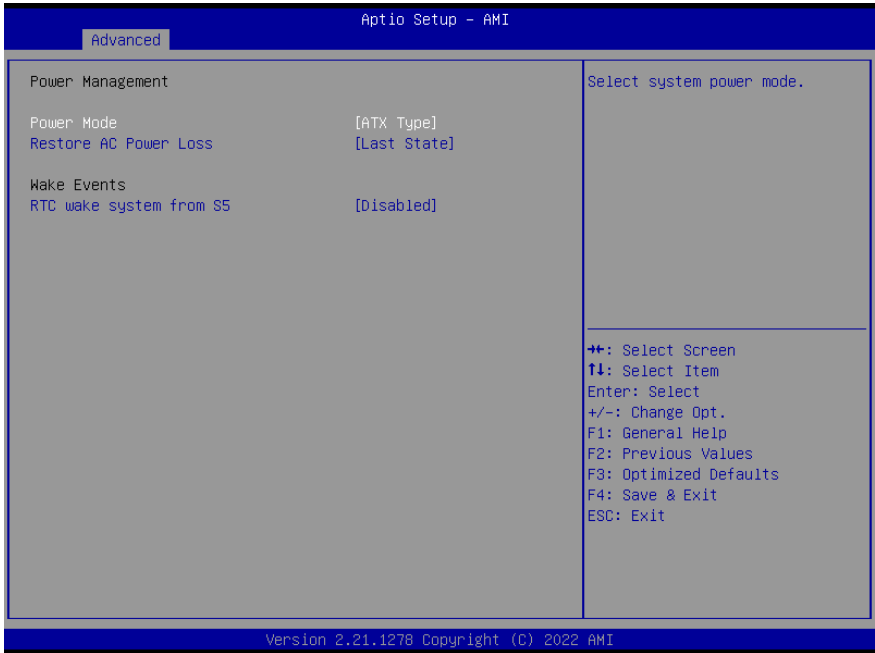 Aptio Setup – AMI
Advanced
Power Management
Power Mode [ATX Type]
Restore AC Power Loss [Last State]
Wake Events
RTC wake system from S5 [Disabled]
Select system power mode.
→←: Select Screen
↑↓: Select Item
Enter: Select
+/-: Change Opt.
F1: General Help
F2: Previous Values
F3: Optimized Defaults
F4: Save & Exit
ESC: Exit
Version 2.21.1278 Copyright (C) 2022 AMI